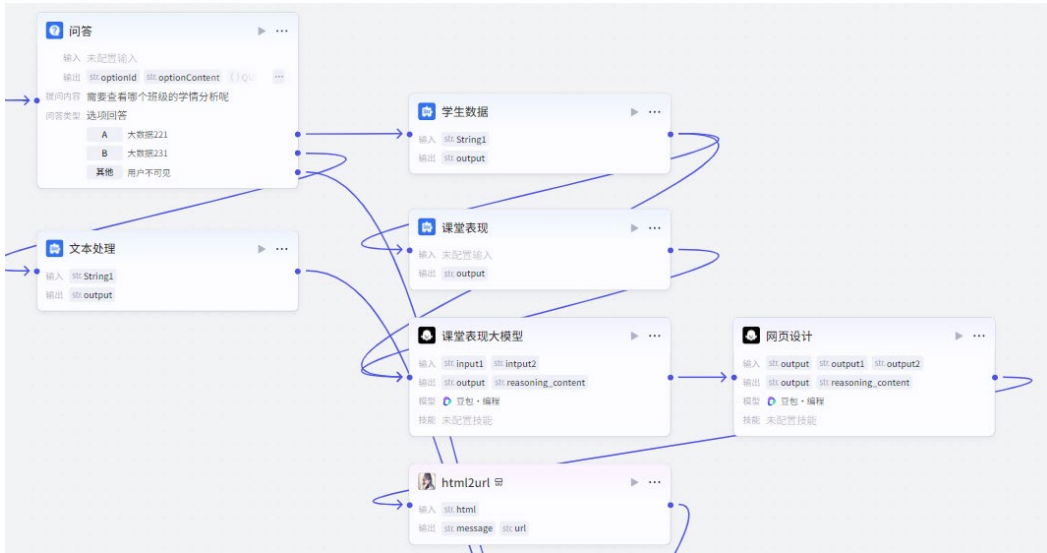 问答
输入 未配置输入
输出 str. optionId str. optionContent
提问内容 需要查看哪个班级的学情分析呢
问答类型 选项回答
A 大数据221
B 大数据231
其他 用户不可见
文本处理
输入 str. String1
输出 str. output
学生数据
输入 str. String1
输出 str. output
课堂表现
输入 未配置输入
输出 str. output
课堂表现大模型
输入 str. input1 str. intput2
输出 str. output str. reasoning_content
模型 豆包·编程
技能 未配置技能
网页设计
输入 str. output str. output1 str. output2
输出 str. output str. reasoning_content
模型 豆包·编程
技能 未配置技能
html2url
输入 str. html
输出 str. message str. url